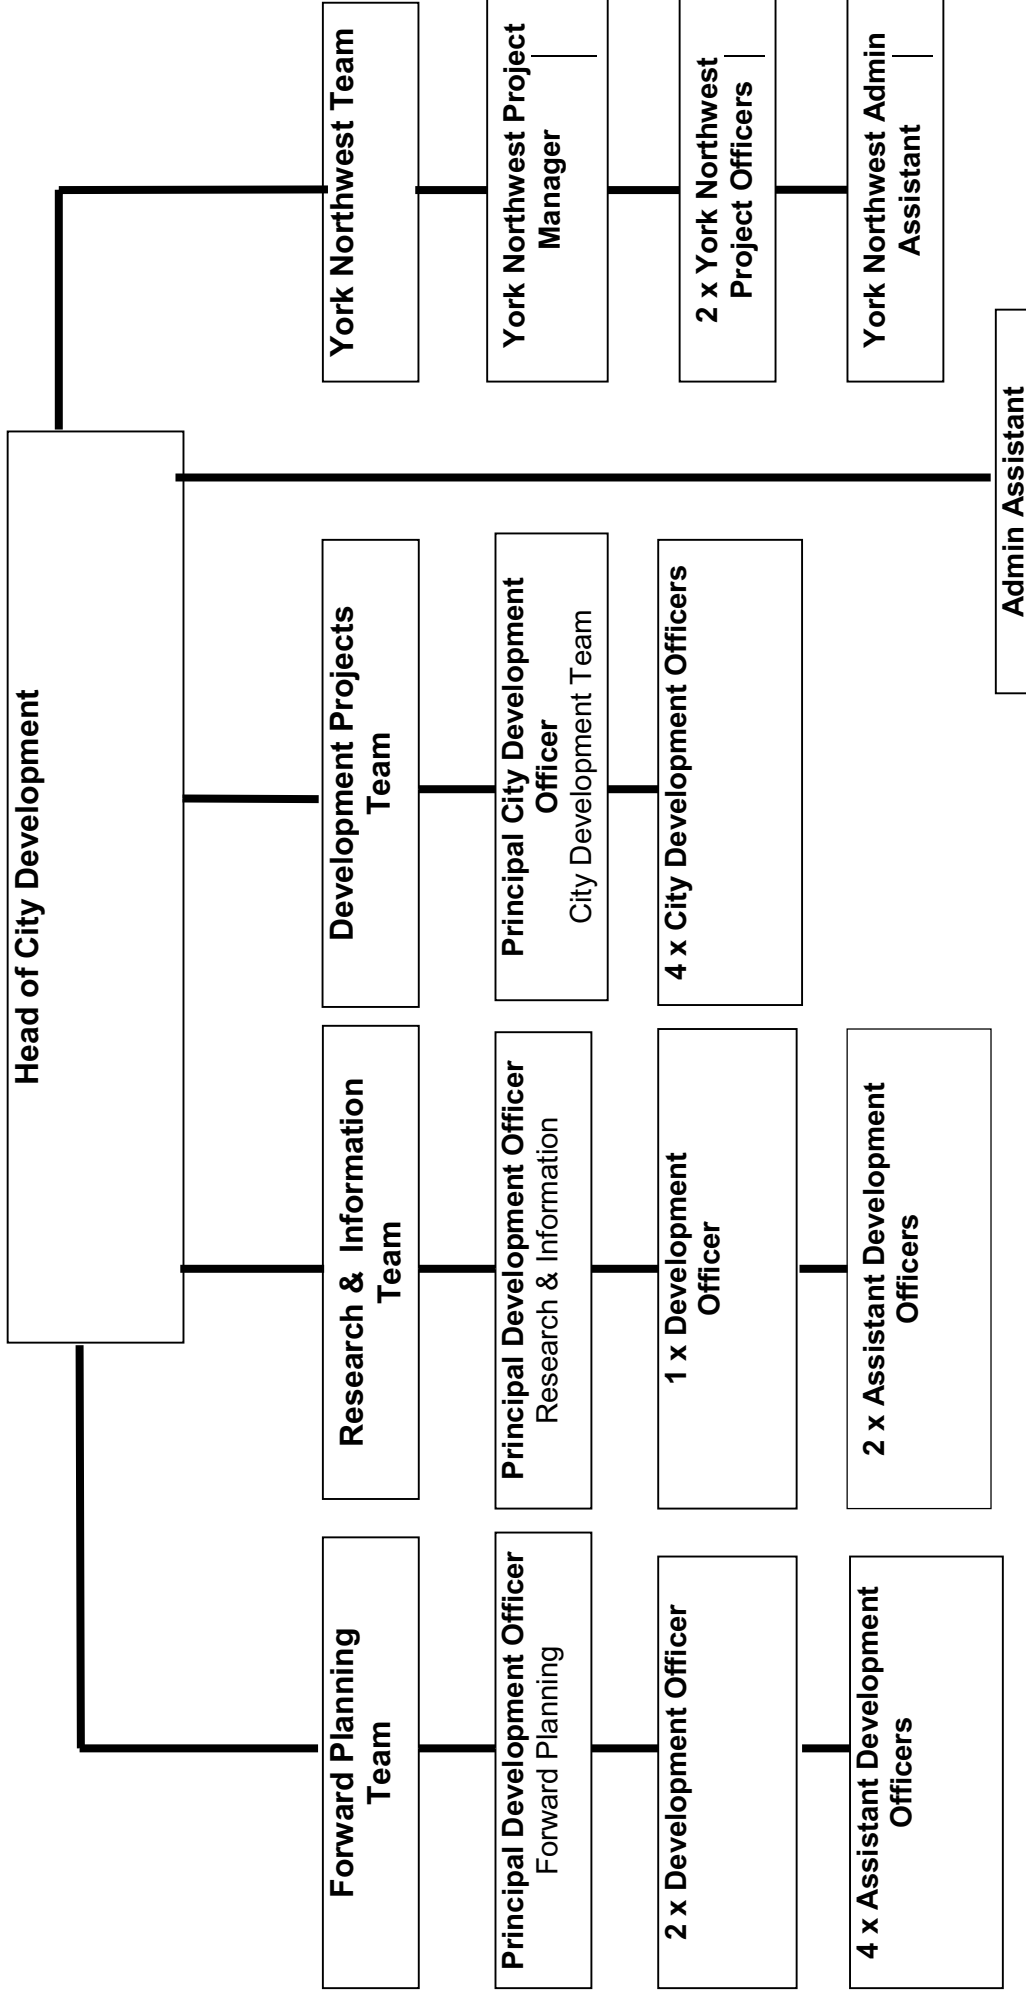 Head of City Development
Forward Planning
Team
Research & Information
Team
Development Projects
Team
York Northwest Team
Principal Development Officer
Forward Planning
Principal Development Officer
Research & Information
Principal City Development
Officer
City Development Team
York Northwest Project
Manager
2 x Development Officer
1 x Development
Officer
4 x City Development Officers
2 x York Northwest
Project Officers
4 x Assistant Development
Officers
2 x Assistant Development
Officers
York Northwest Admin
Assistant
Admin Assistant